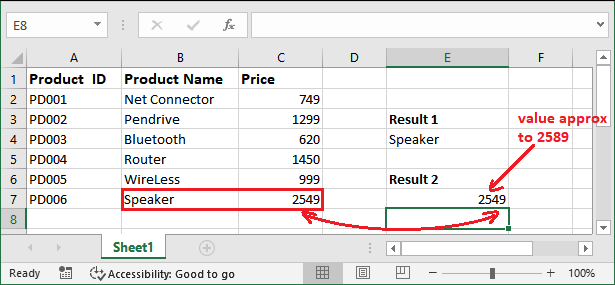 E8
fx
A B C D E F
1 Product ID Product Name Price
2 PD001 Net Connector 749
3 PD002 Pendrive 1299 Result 1 value approx
4 PD003 Bluetooth 620 Speaker to 2589
5 PD004 Router 1450
6 PD005 WireLess 999 Result 2
7 PD006 Speaker 2549 2549
8
Sheet1
Ready Accessibility: Good to go 100%